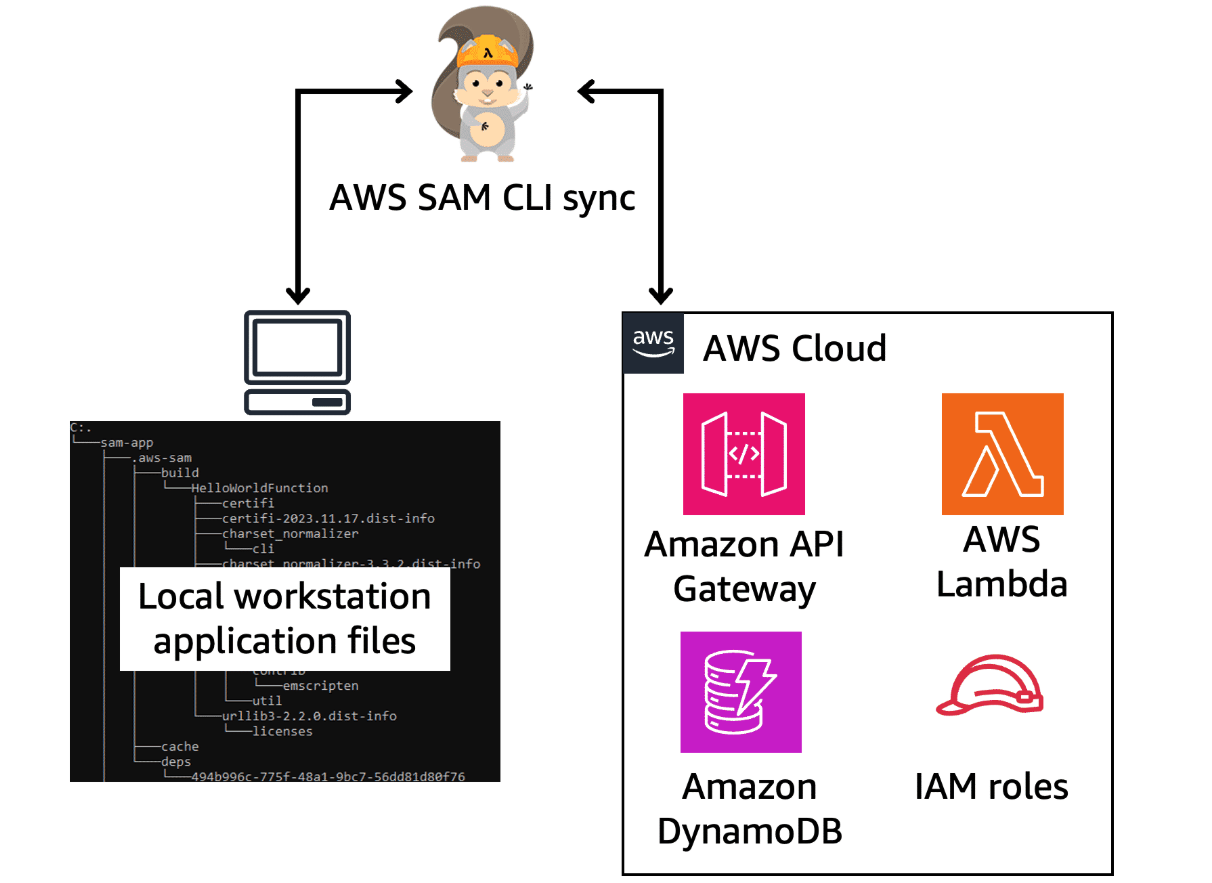 λ
AWS SAM CLI sync
aws
AWS Cloud
C:.
└───sam-app
├───.aws-sam
├───build
└───HelloWorldFunction
├───certifi
├───certifi-2023.11.17.dist-info
├───charset_normalizer
└───cli
├───charset_normalizer-3.3.2.dist-info
Local workstation
application files
└───emscripten
└───util
└───urllib3-2.2.0.dist-info
└───licenses
├───cache
└───deps
└───494b996c-775f-48a1-9bc7-56dd81d80f76
</>
Amazon API
Gateway
AWS
Lambda
Amazon
DynamoDB
IAM roles